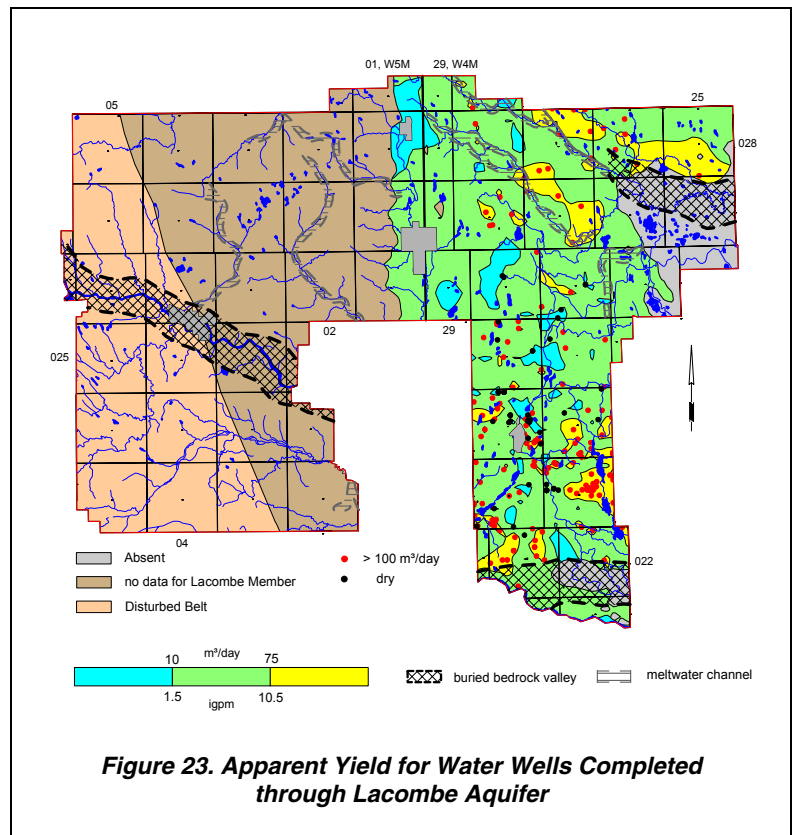 01, W5M 29, W4M
05
25
028
02
29
025
04
022
Absent
no data for Lacombe Member
Disturbed Belt
> 100 m³/day
dry
m³/day
10 75
1.5 10.5
igpm
buried bedrock valley
meltwater channel
Figure 23. Apparent Yield for Water Wells Completed
through Lacombe Aquifer